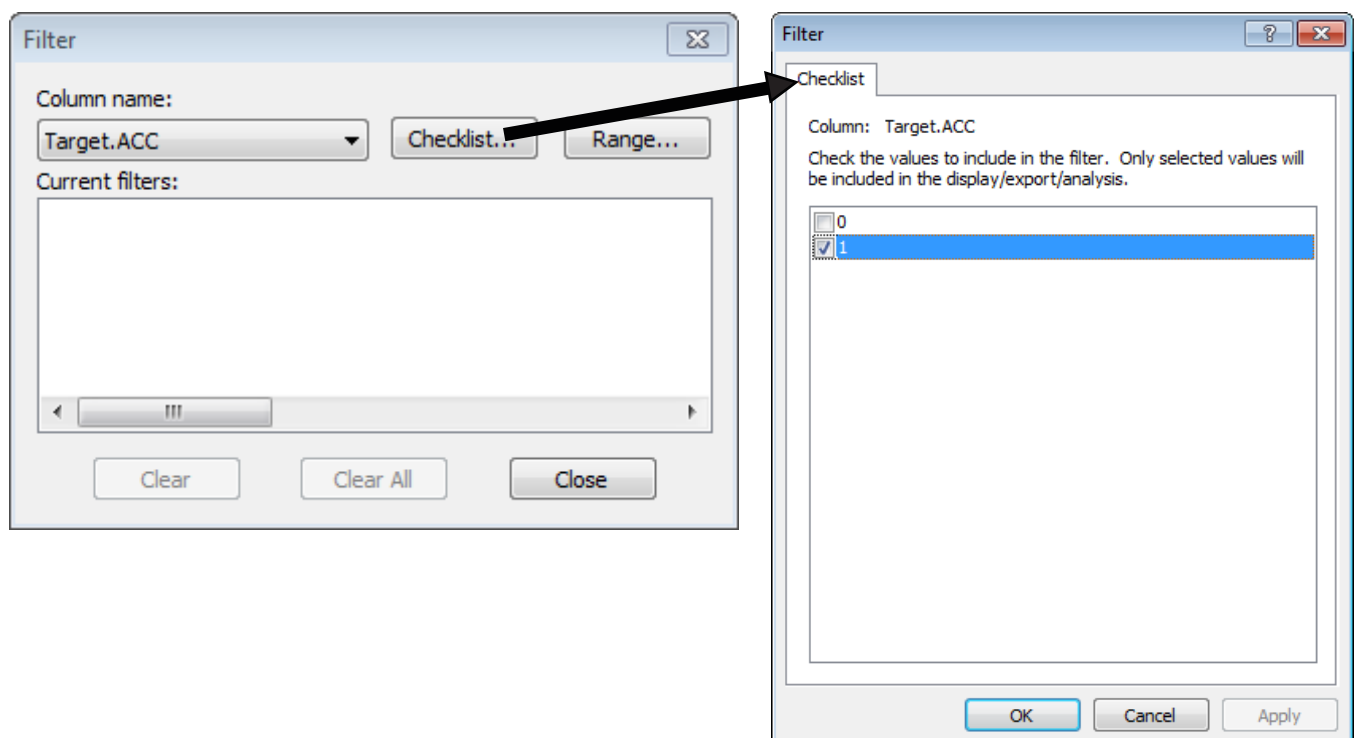 Filter
Column name:
Target.ACC
Checklist...
Range...
Current filters:
Clear
Clear All
Close
Filter
Checklist
Column: Target.ACC
Check the values to include in the filter. Only selected values will
be included in the display/export/analysis.
0
1
OK
Cancel
Apply